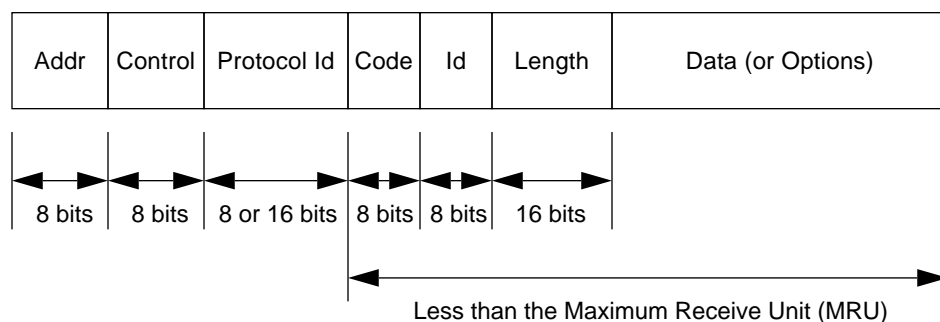 Addr Control Protocol Id Code Id Length Data (or Options)
8 bits 8 bits 8 or 16 bits 8 bits 8 bits 16 bits
Less than the Maximum Receive Unit (MRU)